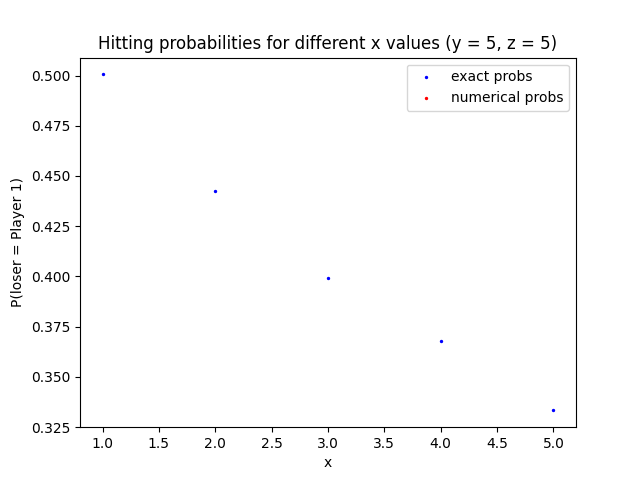 Hitting probabilities for different x values (y = 5, z = 5)
exact probs
numerical probs
P(loser = Player 1)
0.500
0.475
0.450
0.425
0.400
0.375
0.350
0.325
1.0 1.5 2.0 2.5 3.0 3.5 4.0 4.5 5.0
x